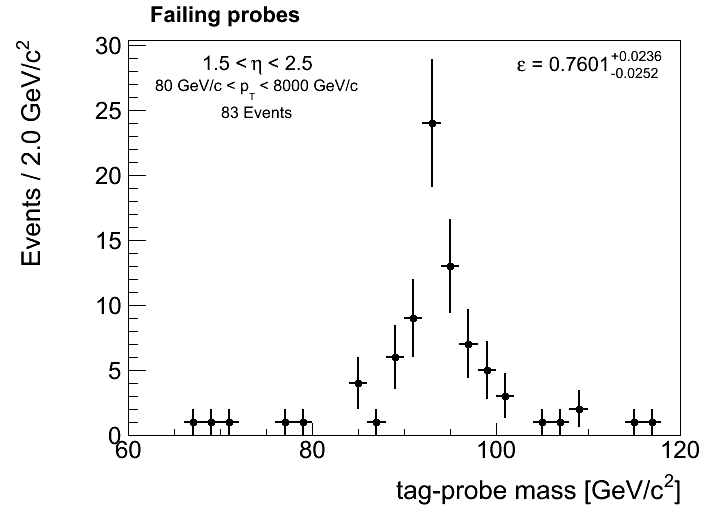 Failing probes
1.5 < η < 2.5
80 GeV/c < p_T < 8000 GeV/c
83 Events
ε = 0.7601 +0.0236 -0.0252
Events / 2.0 GeV/c²
30
25
20
15
10
5
0
60 80 100 120
tag-probe mass [GeV/c²]